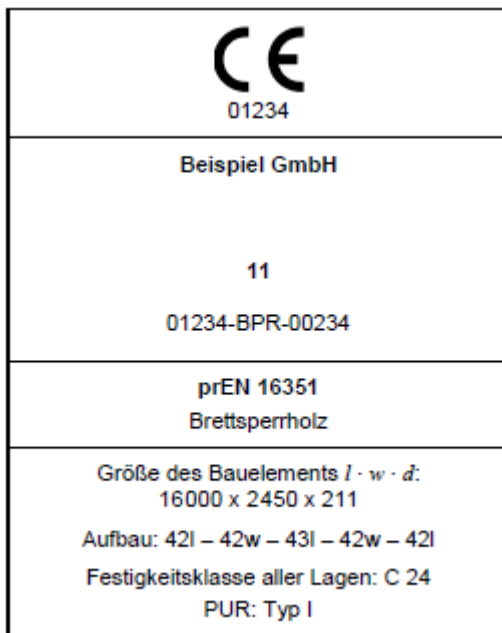 CE
01234
Beispiel GmbH
11
01234-BPR-00234
prEN 16351
Brettsperrholz
Größe des Bauelements l · w · d:
16000 x 2450 x 211
Aufbau: 42l – 42w – 43l – 42w – 42l
Festigkeitsklasse aller Lagen: C 24
PUR: Typ I